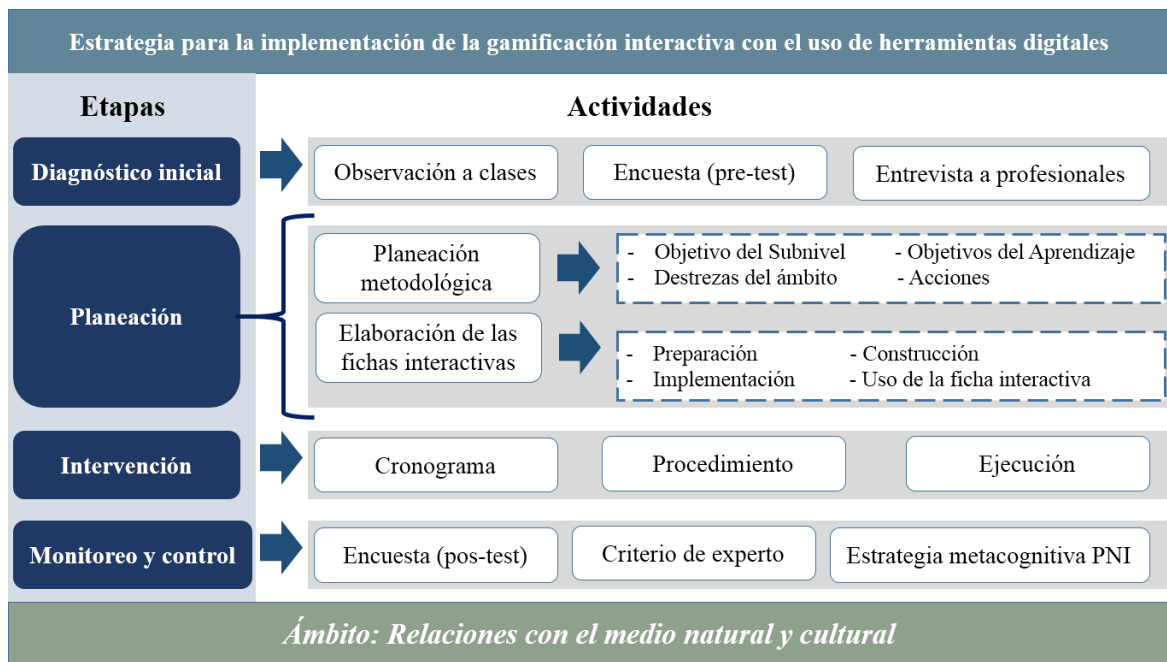 Estrategia para la implementación de la gamificación interactiva con el uso de herramientas digitales
Etapas
Actividades
Diagnóstico inicial
Observación a clases
Encuesta (pre-test)
Entrevista a profesionales
Planeación
Planeación
metodológica
- Objetivo del Subnivel - Objetivos del Aprendizaje
- Destrezas del ámbito - Acciones
Elaboración de las
fichas interactivas
- Preparación - Construcción
- Implementación - Uso de la ficha interactiva
Intervención
Cronograma
Procedimiento
Ejecución
Monitoreo y control
Encuesta (pos-test)
Criterio de experto
Estrategia metacognitiva PNI
Ámbito: Relaciones con el medio natural y cultural